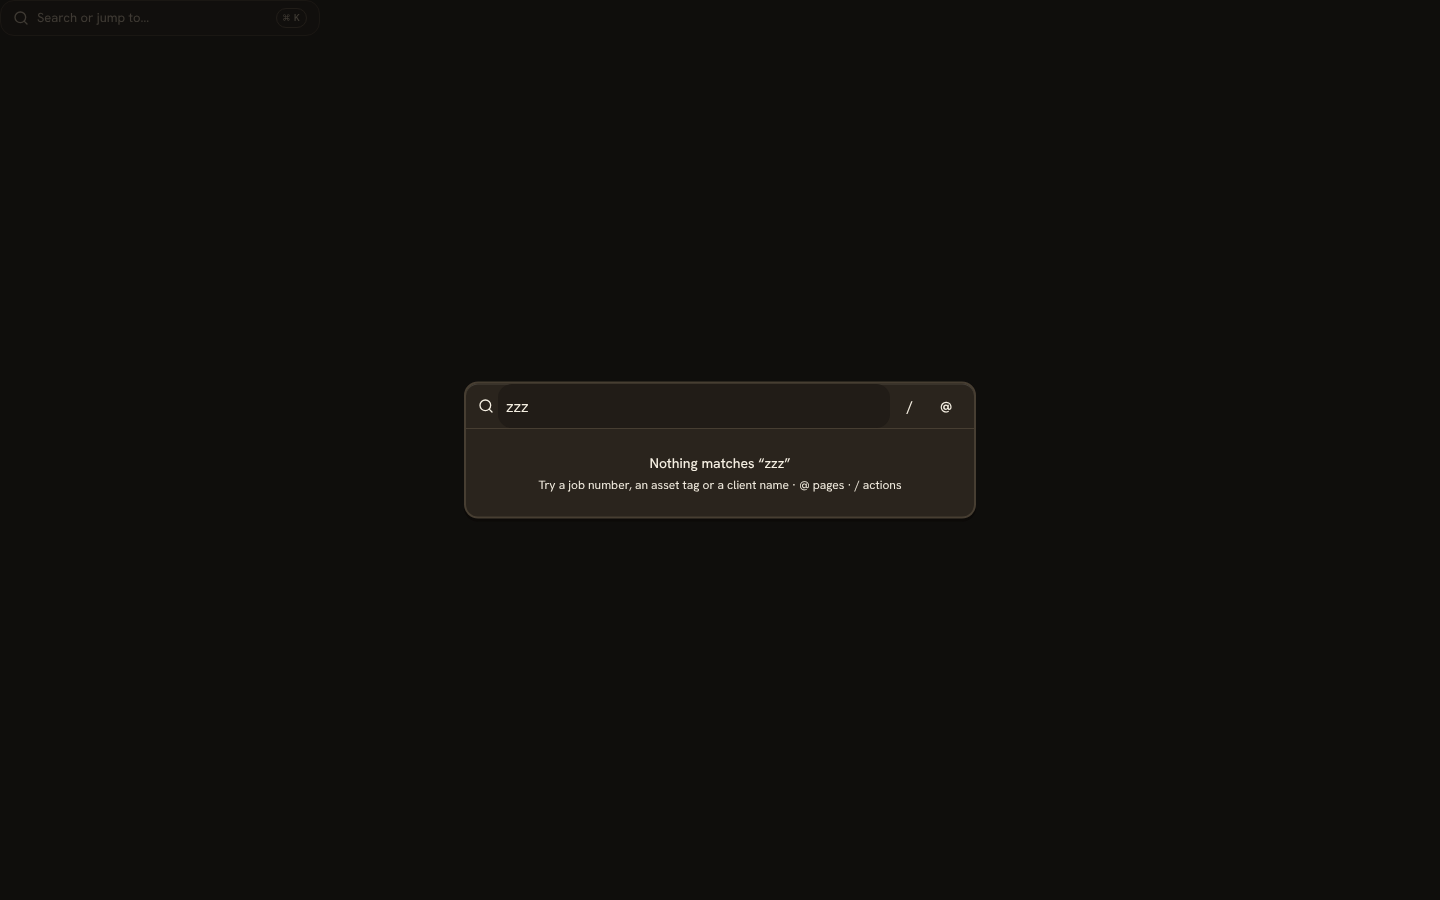 Search or jump to...
⌘ K
zzz
/
@
Nothing matches “zzz”
Try a job number, an asset tag or a client name · @ pages · / actions